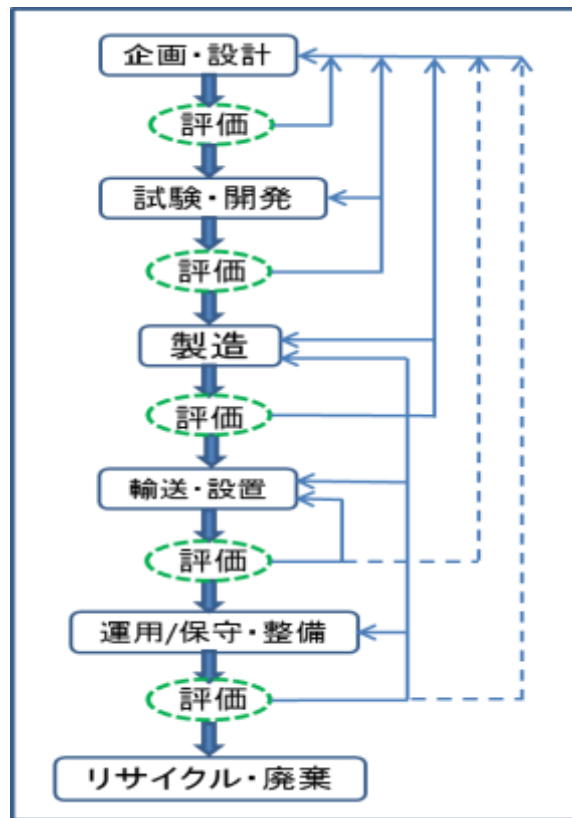 企画・設計
評価
試験・開発
評価
製造
評価
輸送・設置
評価
運用/保守・整備
評価
リサイクル・廃棄